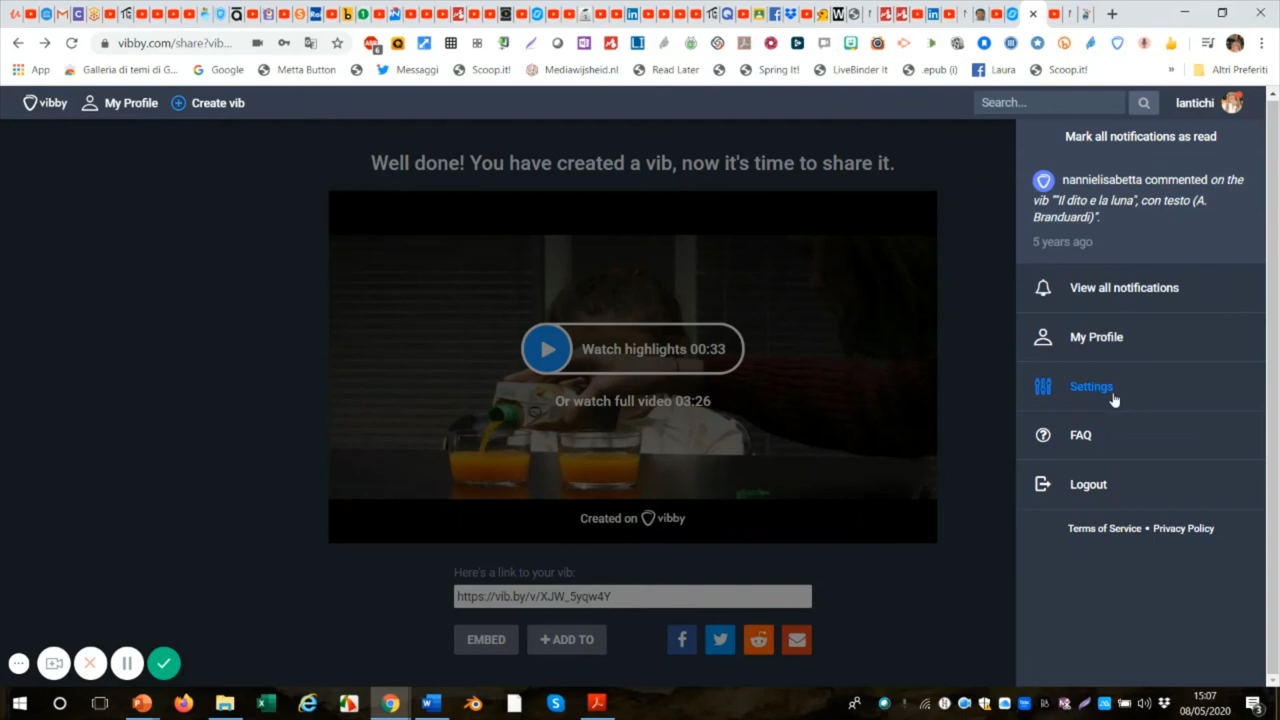 vibby.com/share?vib...
6
App
Galleria di temi di G...
Google
Metta Button
Messaggi
Scoop.it!
Mediawijsheid.nl
Read Later
Spring It!
LiveBinder It
.epub (i)
Laura
Scoop.it!
»
Altri Preferiti
vibby
My Profile
Create vib
Search...
lantichi
Mark all notifications as read
Well done! You have created a vib, now it's time to share it.
nannielisabetta commented on the
vib ""Il dito e la luna", con testo (A.
Branduardi)".
5 years ago
View all notifications
Watch highlights 00:33
My Profile
Or watch full video 03:26
Settings
FAQ
Logout
Created on vibby
Terms of Service • Privacy Policy
Here's a link to your vib:
https://vib.by/v/XJW_5yqw4Y
EMBED
+ ADD TO
15:07
08/05/2020
3